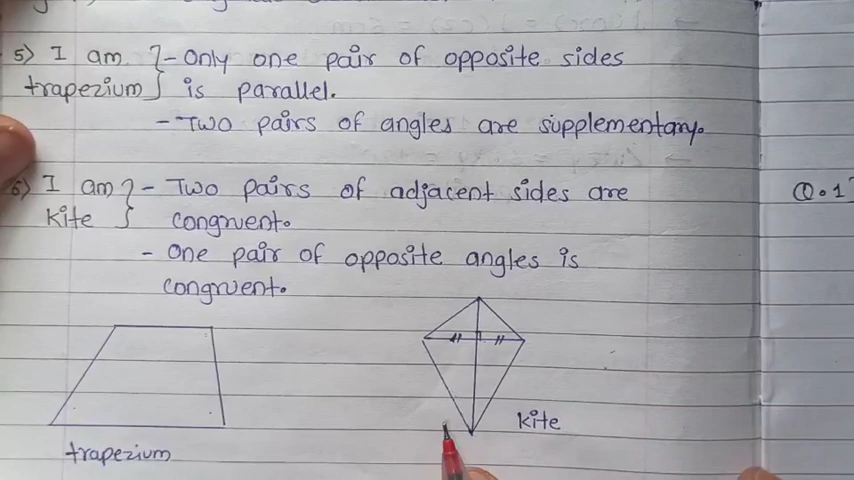 5) I am } - Only one pair of opposite sides
trapezium } is parallel.
- Two pairs of angles are supplementary.
6) I am } - Two pairs of adjacent sides are
kite } congruent.
- One pair of opposite angles is
congruent.
Q.1
trapezium
kite